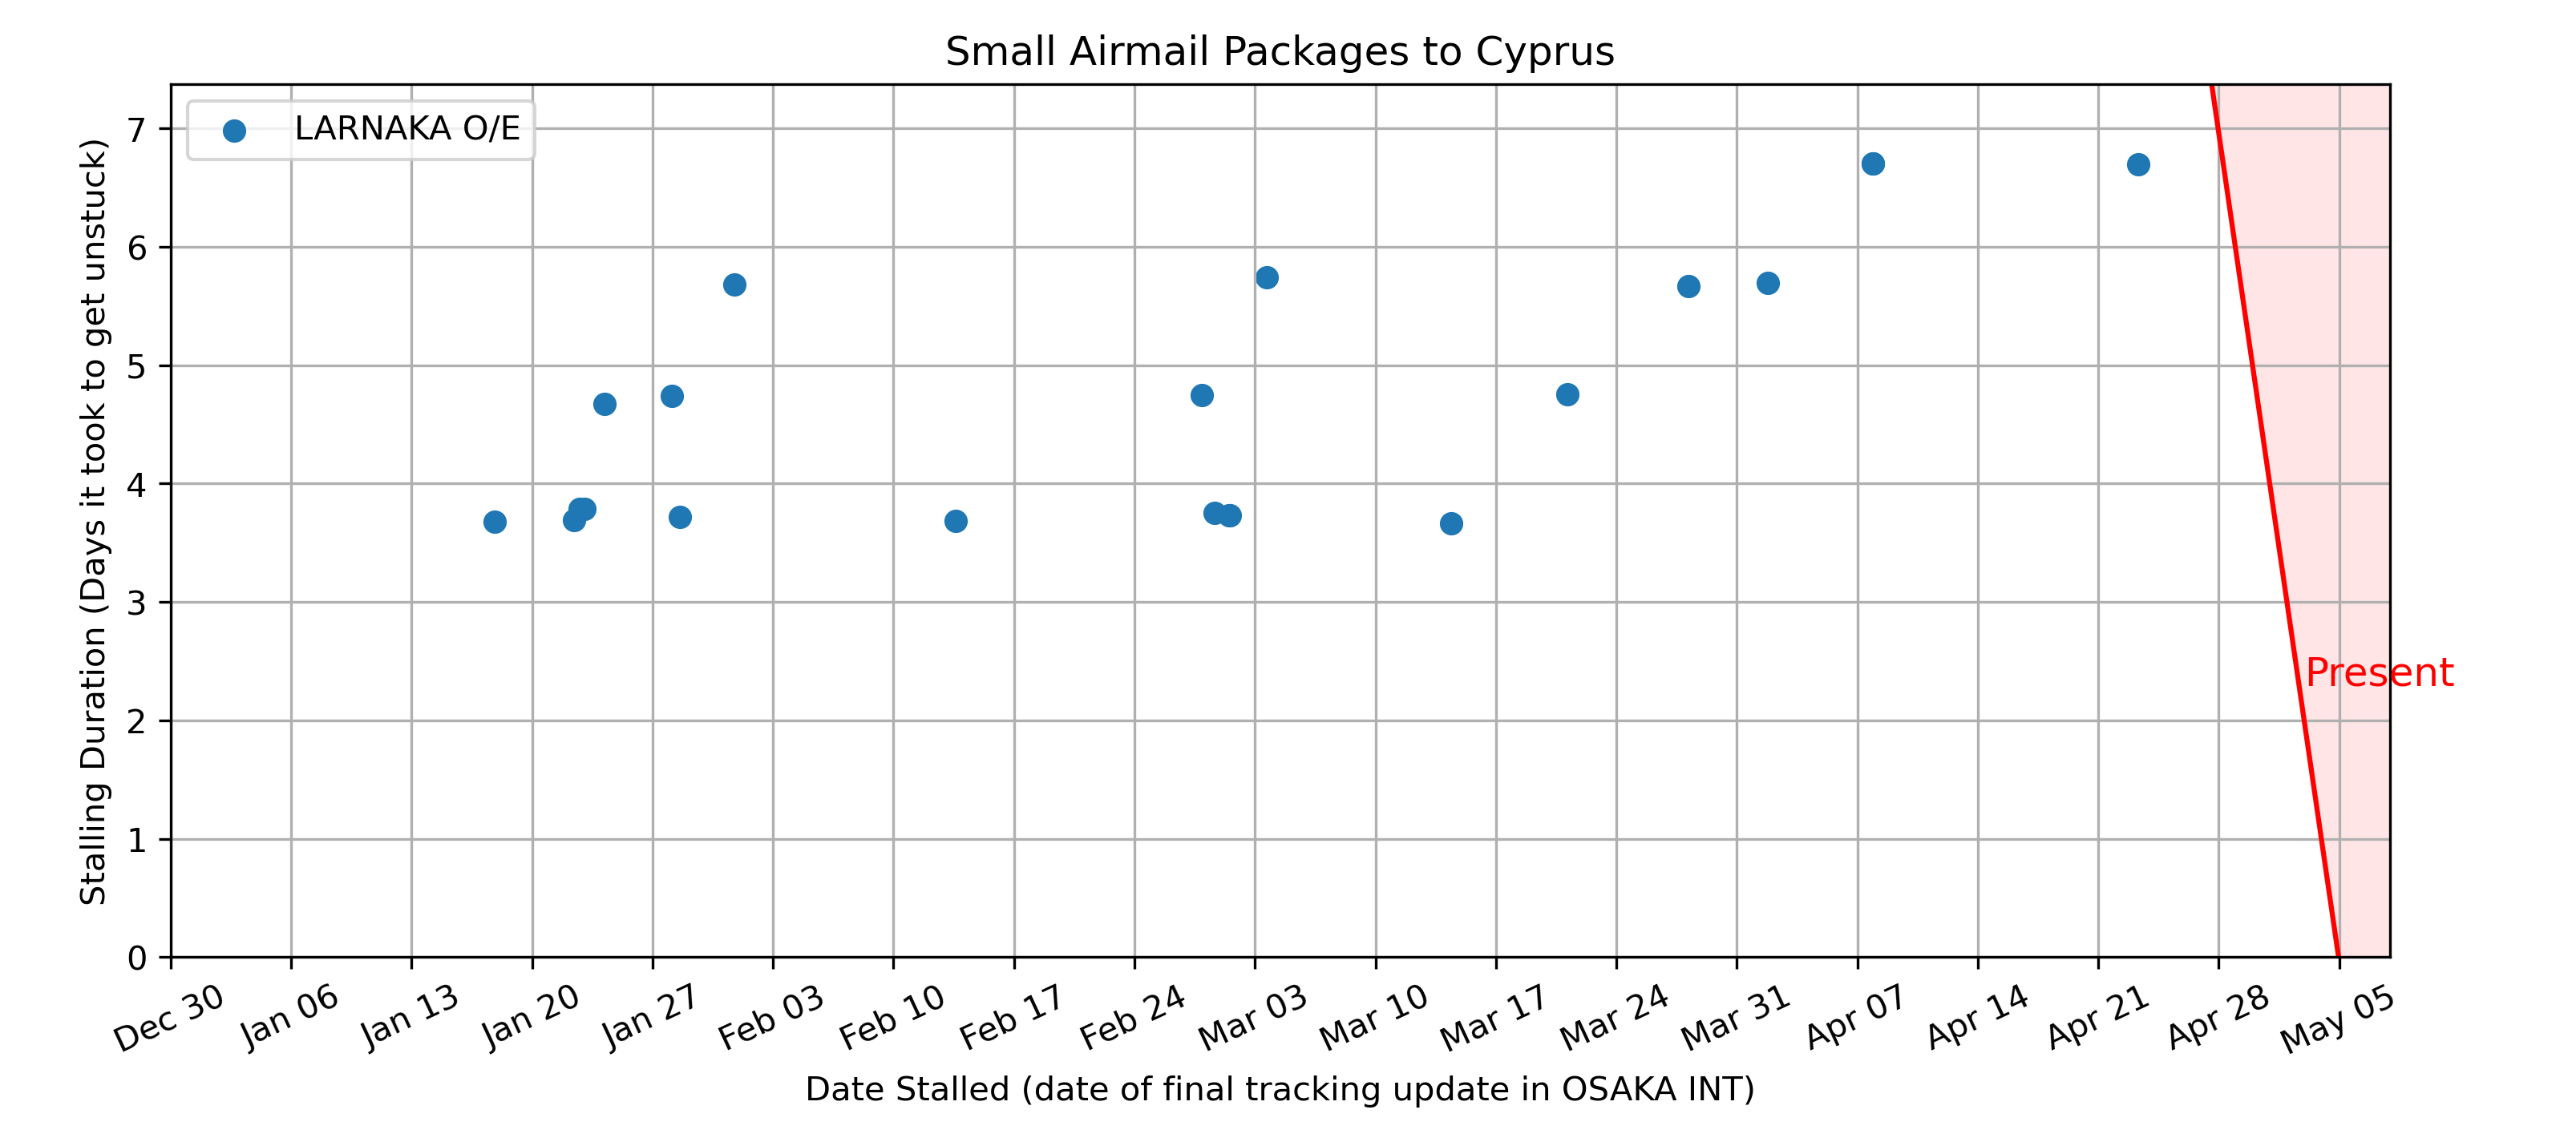 Small Airmail Packages to Cyprus
LARNAKA O/E
Stalling Duration (Days it took to get unstuck)
7
6
5
4
3
2
1
0
Present
Dec 30
Jan 06
Jan 13
Jan 20
Jan 27
Feb 03
Feb 10
Feb 17
Feb 24
Mar 03
Mar 10
Mar 17
Mar 24
Mar 31
Apr 07
Apr 14
Apr 21
Apr 28
May 05
Date Stalled (date of final tracking update in OSAKA INT)